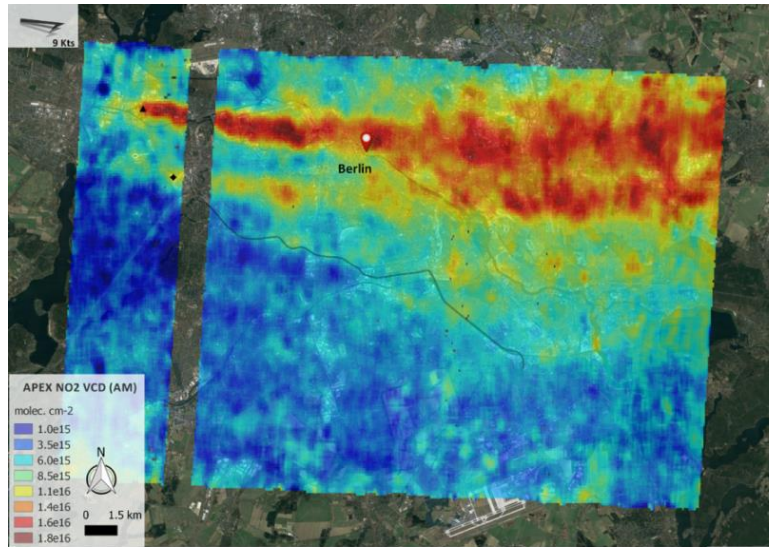 9 Kts
Berlin
APEX NO2 VCD (AM)
molec. cm-2
1.0e15
3.5e15
6.0e15
8.5e15
1.1e16
1.4e16
1.6e16
1.8e16
N
0 1.5 km